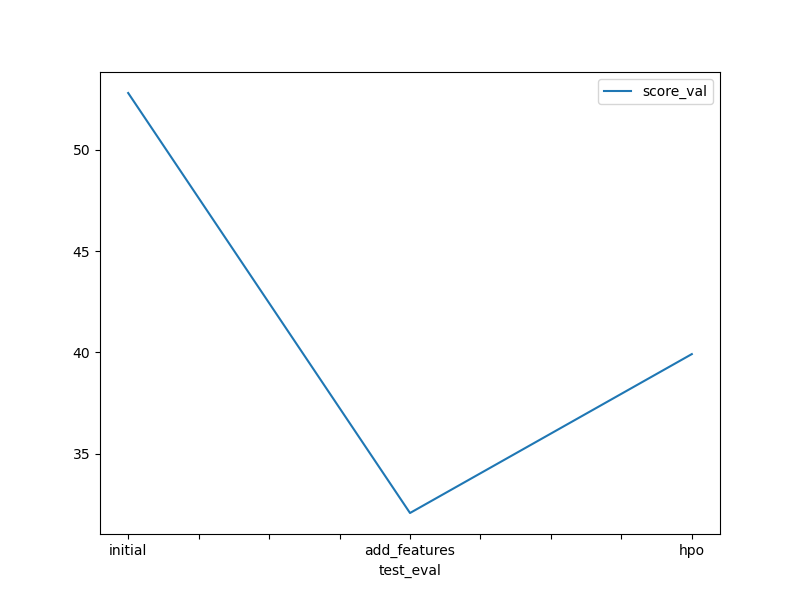 score_val
50
45
40
35
initial
add_features
hpo
test_eval